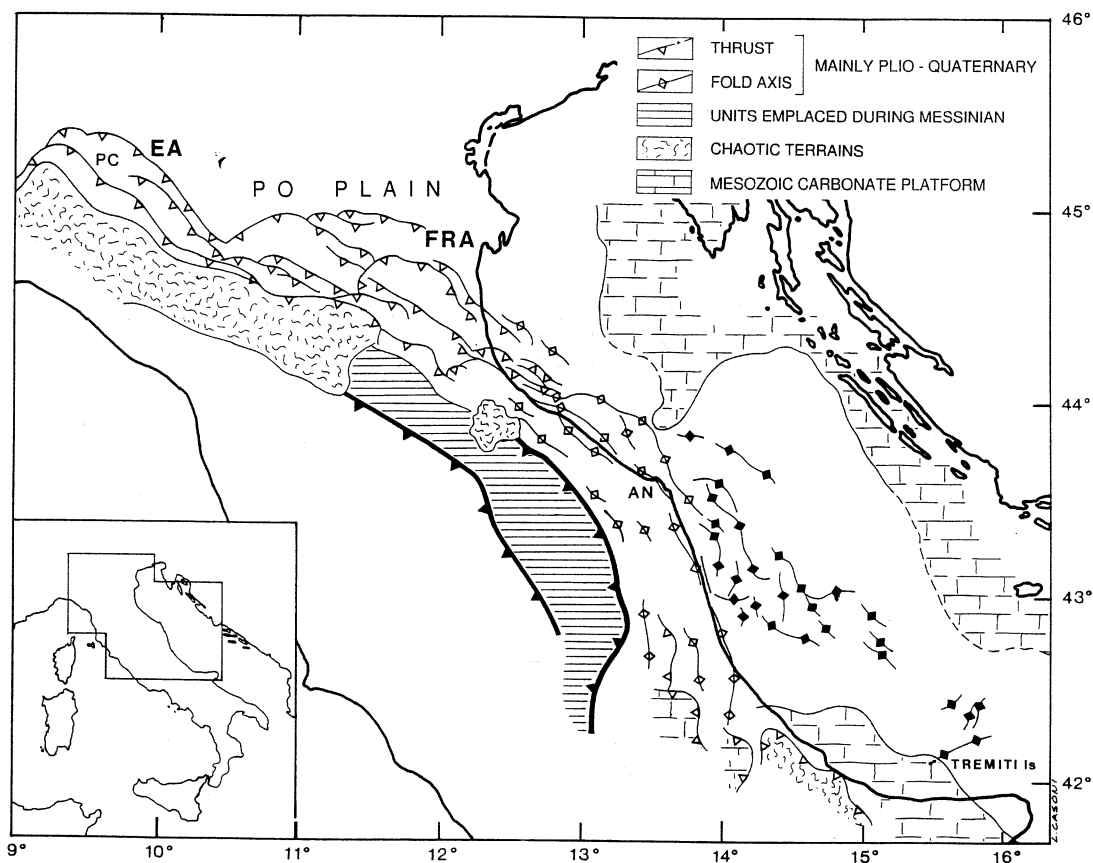 46°
THRUST
FOLD AXIS
MAINLY PLIO - QUATERNARY
UNITS EMPLACED DURING MESSINIAN
CHAOTIC TERRAINS
MESOZOIC CARBONATE PLATFORM
EA
PC
PO PLAIN
45°
FRA
44°
AN
43°
TREMITI Is
42°
L. CASONI
9° 10° 11° 12° 13° 14° 15° 16°